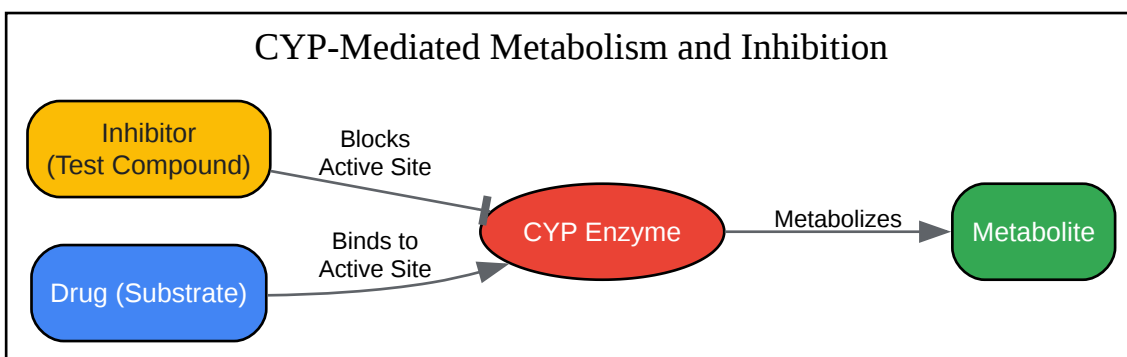 CYP-Mediated Metabolism and Inhibition
Inhibitor
(Test Compound)
Blocks
Active Site
Drug (Substrate)
Binds to
Active Site
CYP Enzyme
Metabolizes
Metabolite